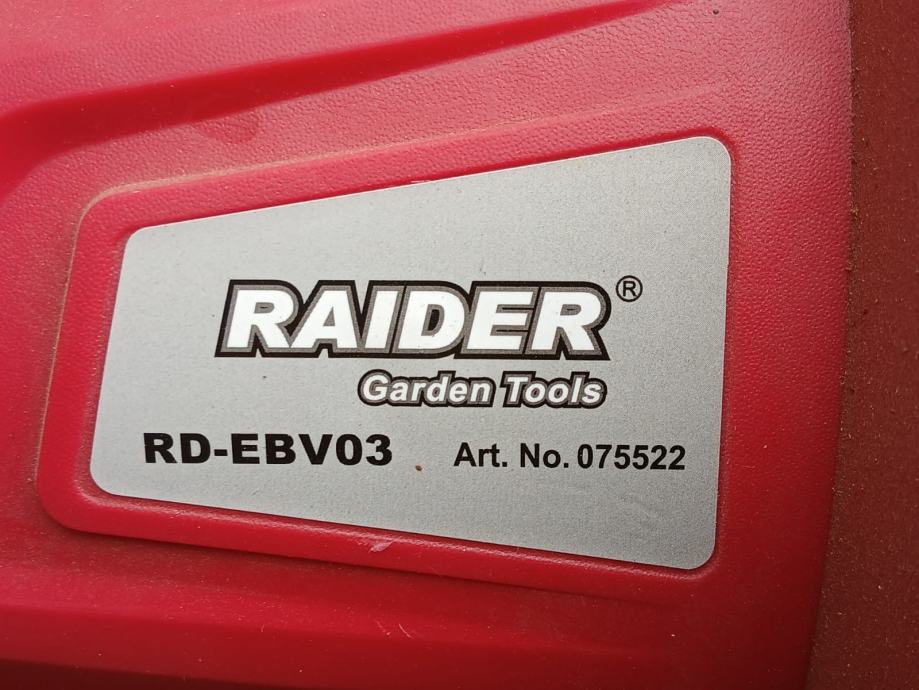 RAIDER®
Garden Tools
RD-EBV03 Art. No. 075522